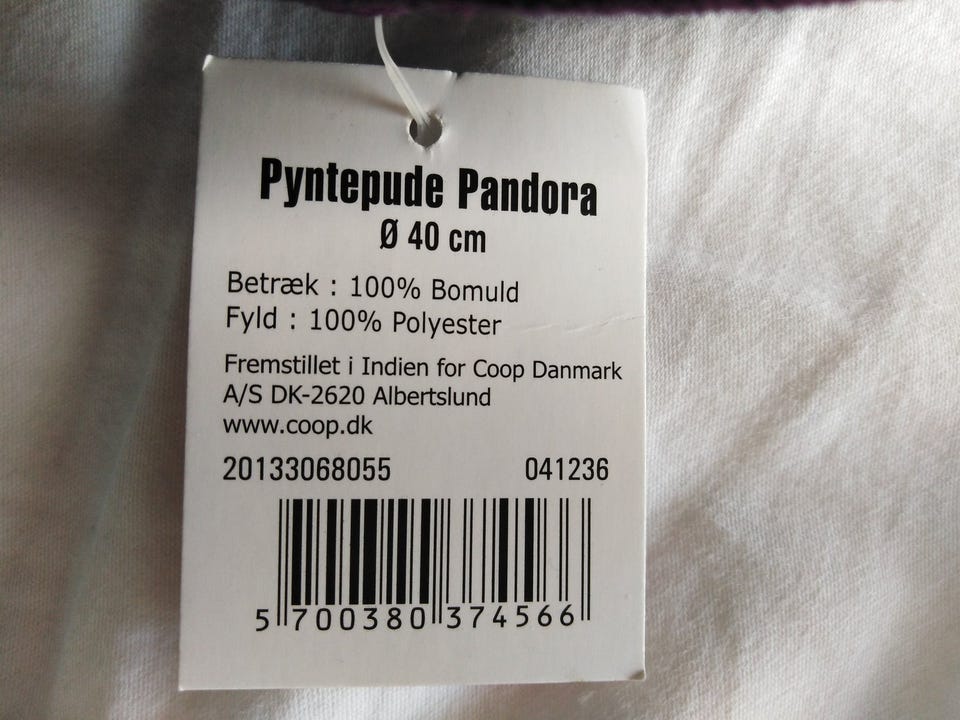 Pyntepude Pandora
Ø 40 cm
Betræk : 100% Bomuld
Fyld : 100% Polyester
Fremstillet i Indien for Coop Danmark
A/S DK-2620 Albertslund
www.coop.dk
20133068055 041236
5 700380 374566